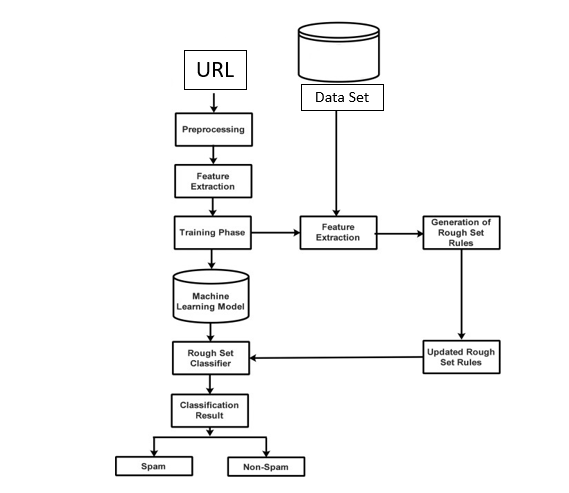 URL
Data Set
Preprocessing
Feature
Extraction
Training Phase
Feature
Extraction
Generation of
Rough Set
Rules
Machine
Learning Model
Rough Set
Classifier
Updated Rough
Set Rules
Classification
Result
Spam
Non-Spam